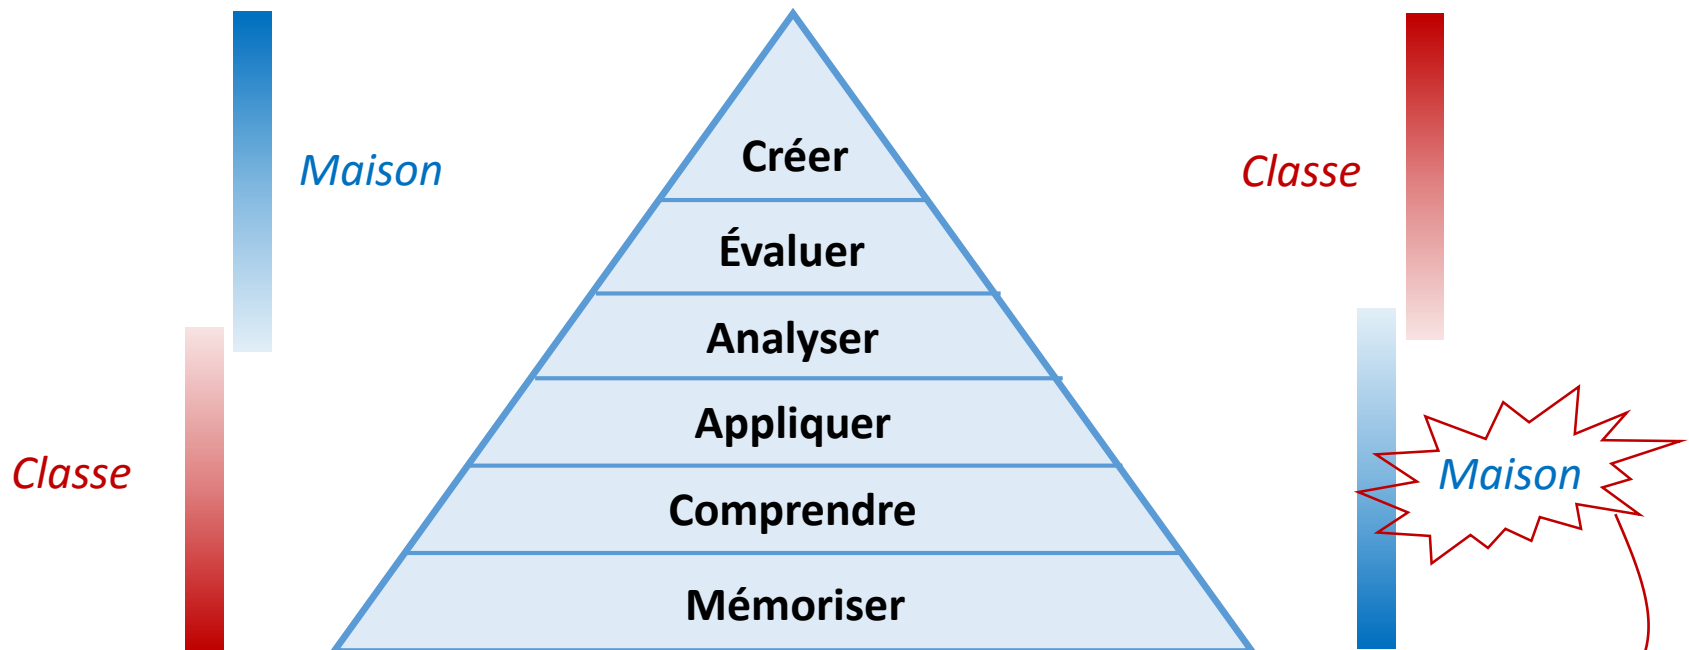 Créer
Maison
Classe
Évaluer
Analyser
Appliquer
Classe
Maison
Comprendre
Mémoriser